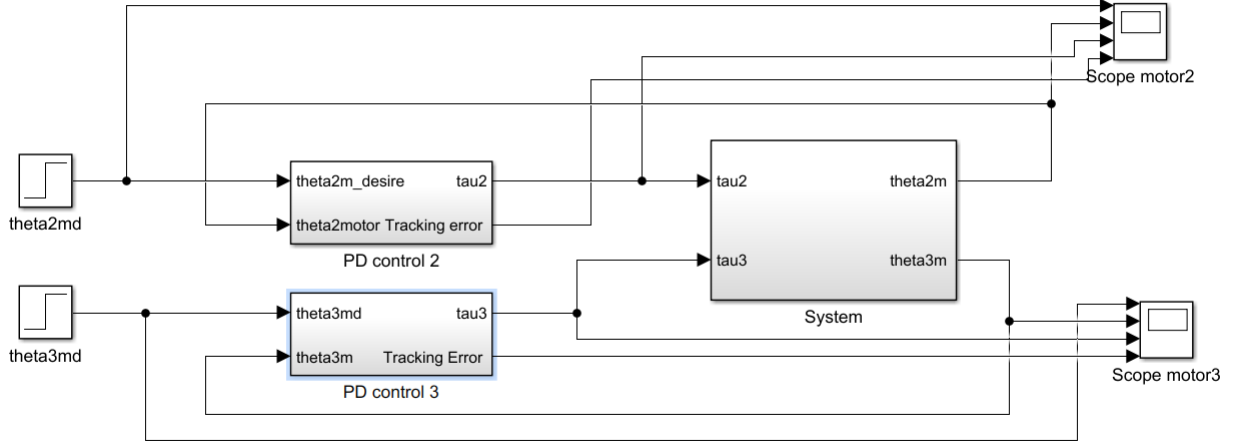 Scope motor2
theta2md
theta2m_desire
tau2
theta2motor
Tracking error
PD control 2
tau2
theta2m
tau3
theta3m
System
theta3md
theta3md
tau3
theta3m
Tracking Error
PD control 3
Scope motor3